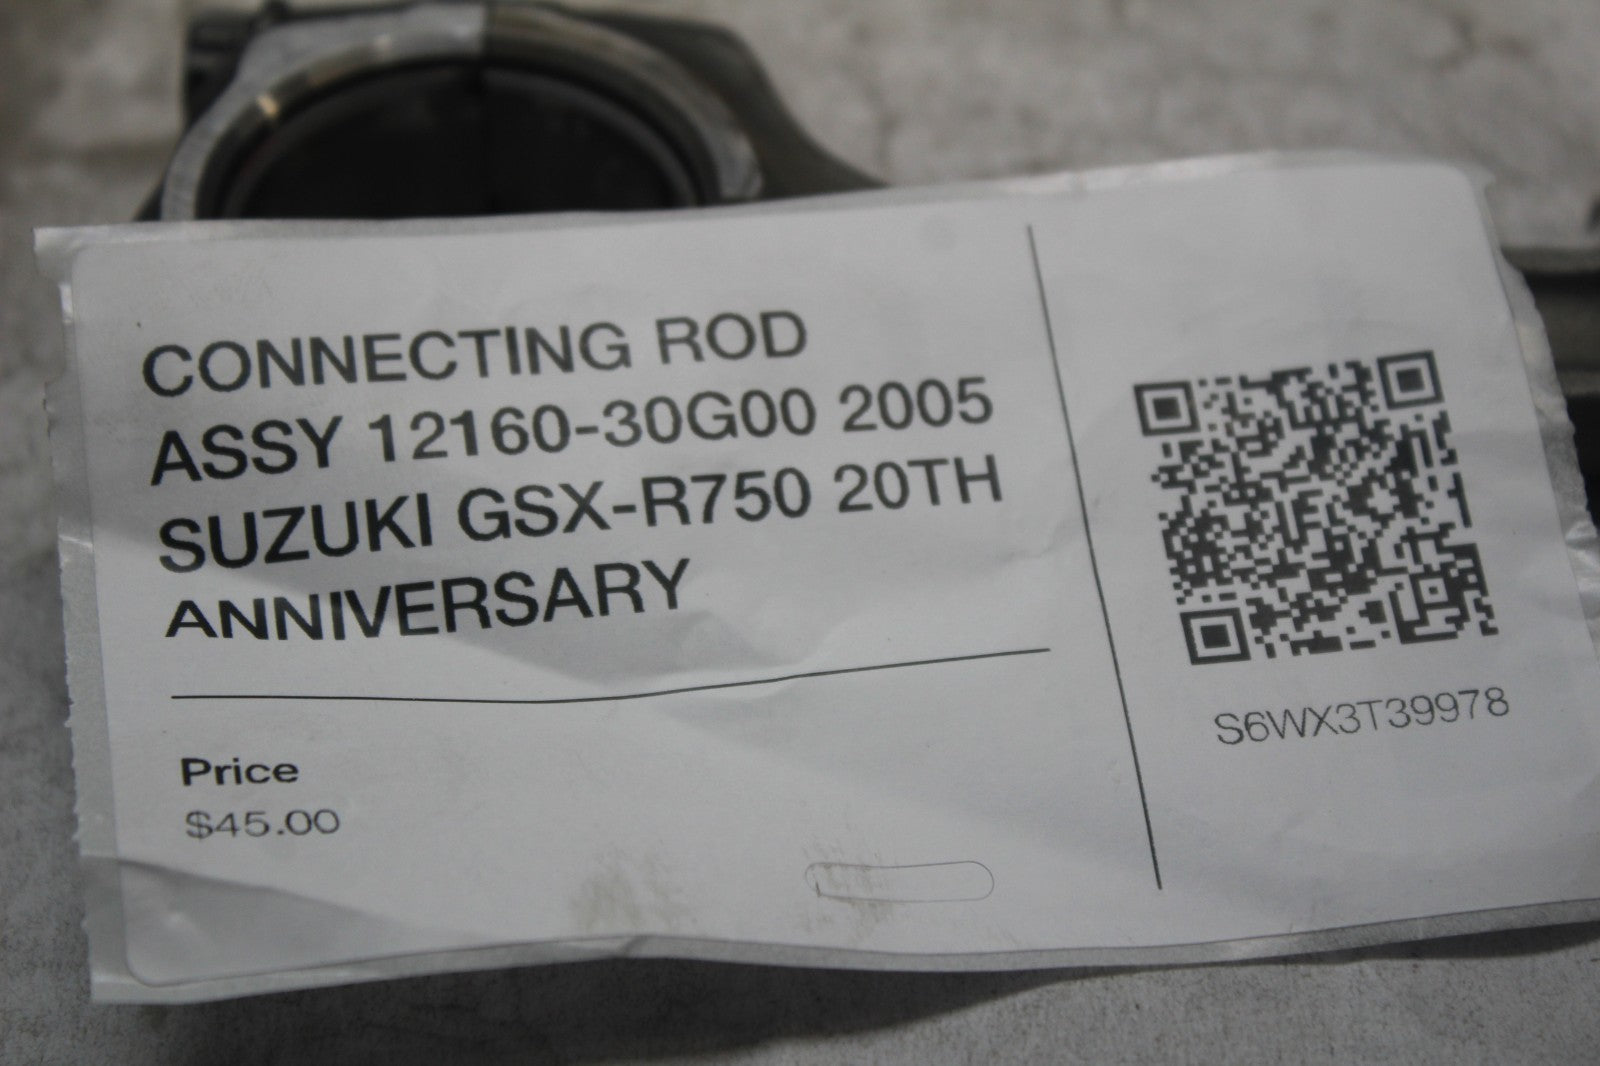 CONNECTING ROD
ASSY 12160-30G00 2005
SUZUKI GSX-R750 20TH
ANNIVERSARY
Price
$45.00
S6WX3T39978